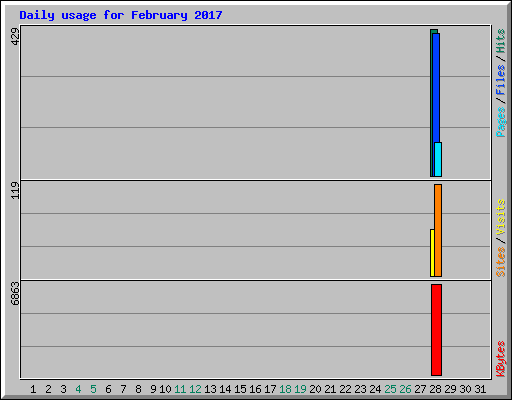 Daily usage for February 2017
429
119
6863
Pages / Files / Hits
Sites / Visits
KBytes
1 2 3 4 5 6 7 8 9 10 11 12 13 14 15 16 17 18 19 20 21 22 23 24 25 26 27 28 29 30 31